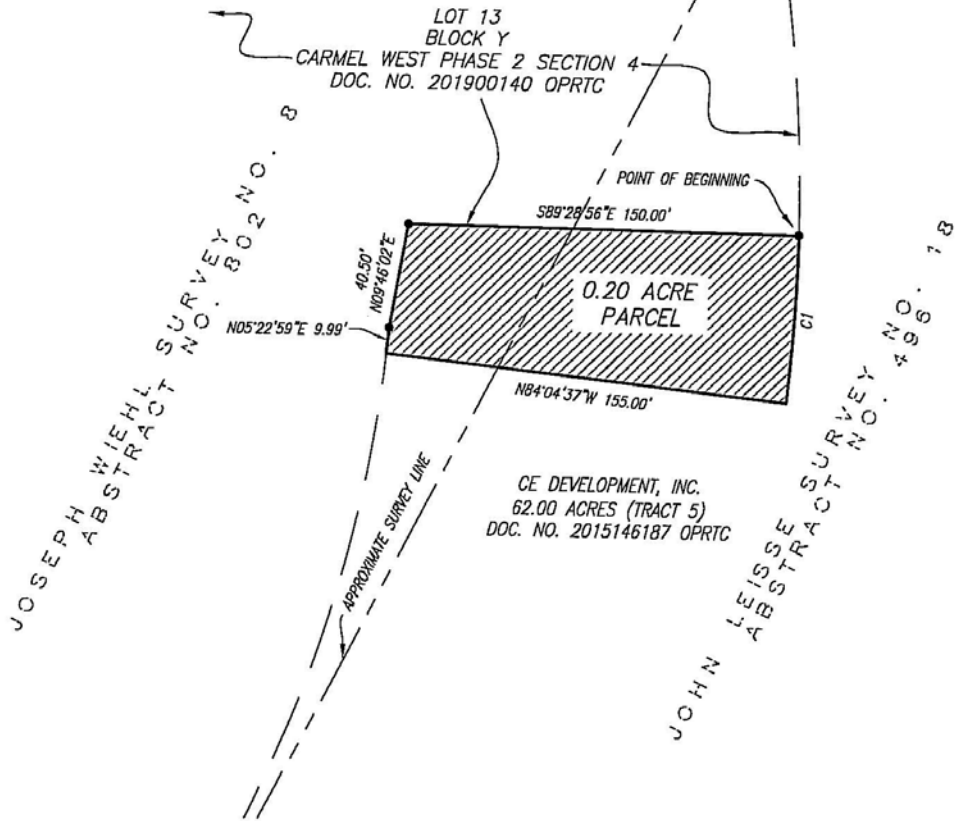 LOT 13
BLOCK Y
CARMEL WEST PHASE 2 SECTION 4
DOC. NO. 201900140 OPRTC
JOSEPH WIEHL SURVEY NO. 8
ABSTRACT NO. 802
POINT OF BEGINNING
S89°28'56"E 150.00'
40.50'
N09°46'02"E
N05°22'59"E 9.99'
0.20 ACRE
PARCEL
C1
N84°04'37"W 155.00'
JOHN LEISSE SURVEY NO. 18
ABSTRACT NO. 496
APPROXIMATE SURVEY LINE
CE DEVELOPMENT, INC.
62.00 ACRES (TRACT 5)
DOC. NO. 2015146187 OPRTC